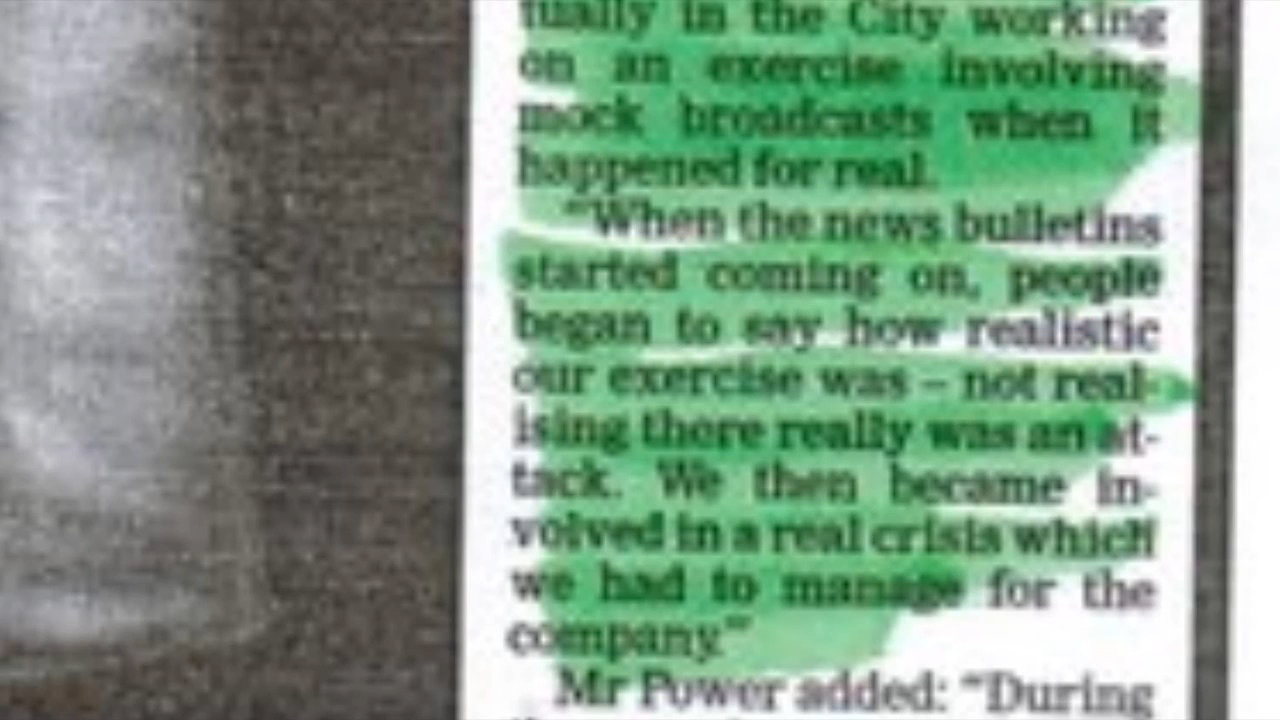 tually in the City working
on an exercise involving
mock broadcasts when it
happened for real.
"When the news bulletins
started coming on, people
began to say how realistic
our exercise was – not real-
ising there really was an at-
tack. We then became in-
volved in a real crisis which
we had to manage for the
company."
Mr Power added: "During